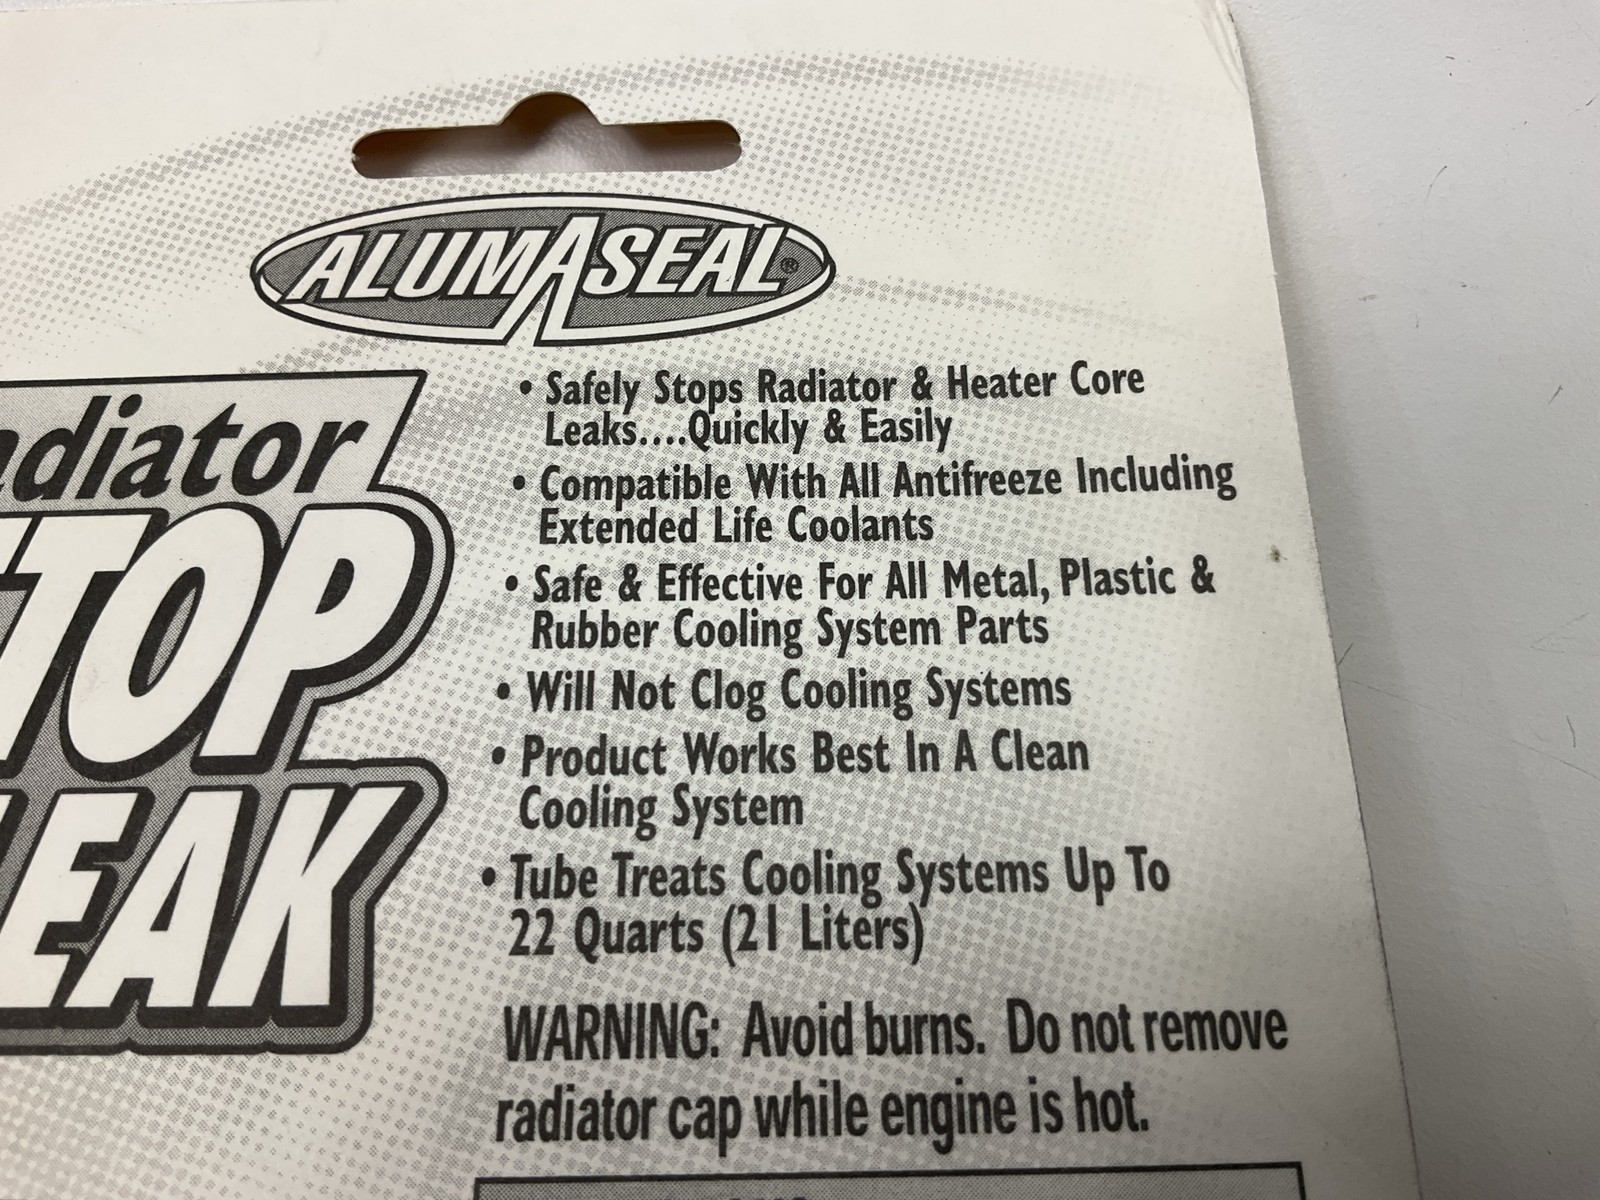 ALUMASEAL®
adiator
TOP
EAK
• Safely Stops Radiator & Heater Core
Leaks....Quickly & Easily
• Compatible With All Antifreeze Including
Extended Life Coolants
• Safe & Effective For All Metal, Plastic &
Rubber Cooling System Parts
• Will Not Clog Cooling Systems
• Product Works Best In A Clean
Cooling System
• Tube Treats Cooling Systems Up To
22 Quarts (21 Liters)
WARNING: Avoid burns. Do not remove
radiator cap while engine is hot.